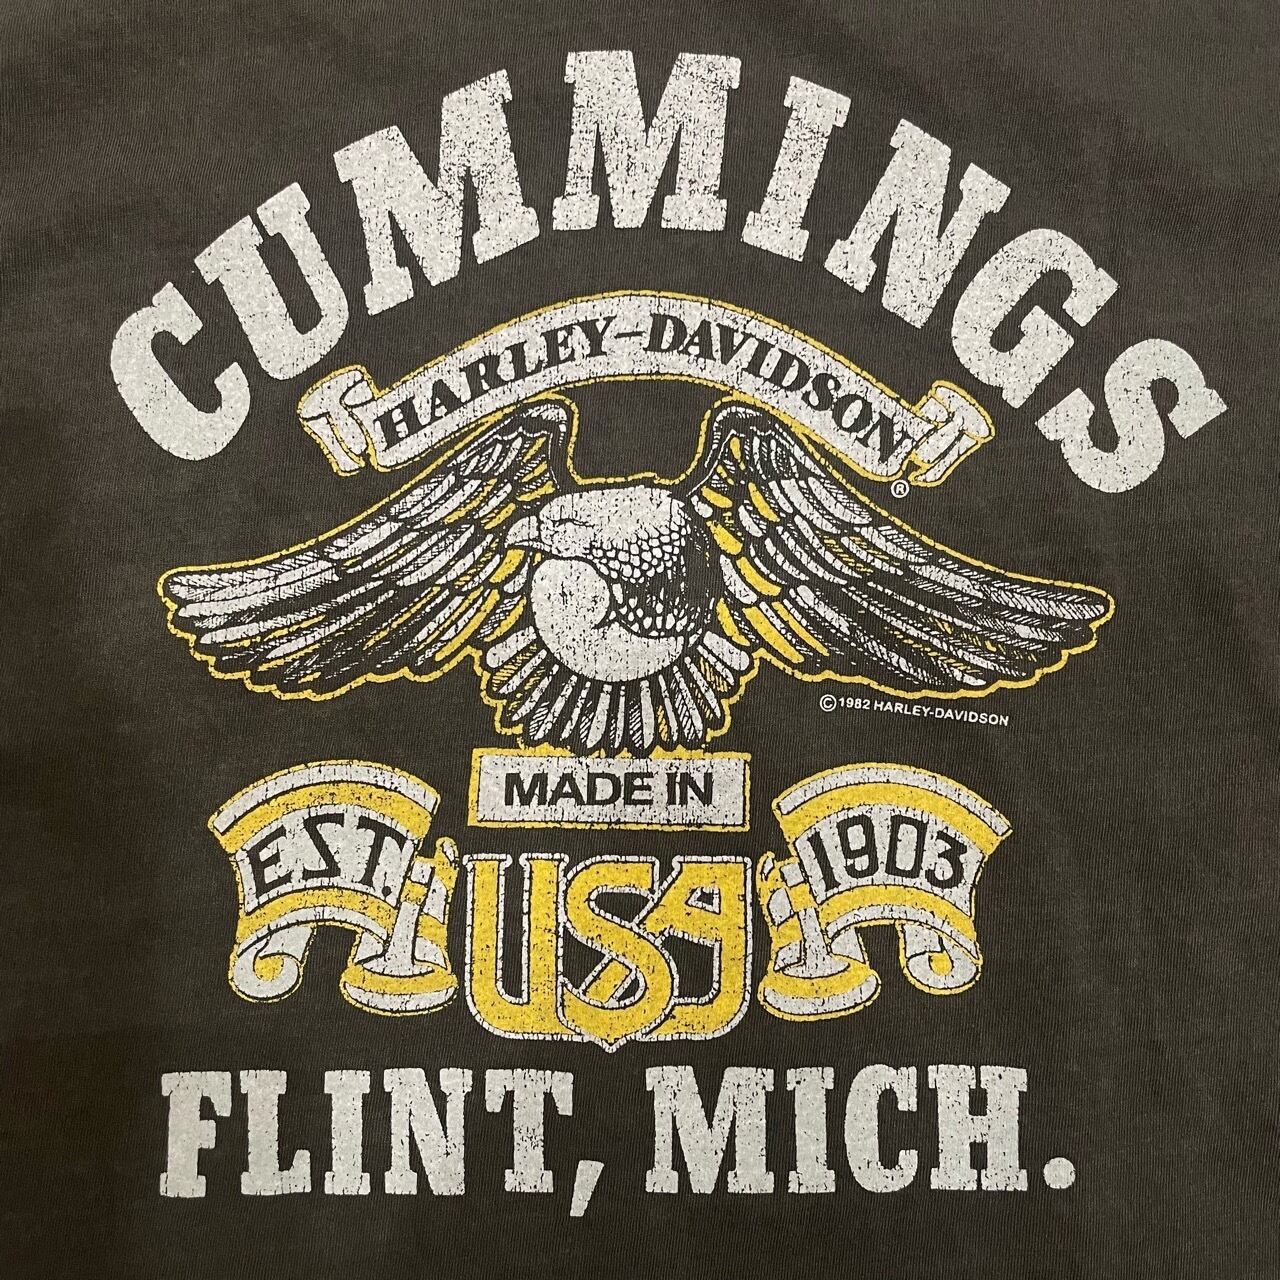 CUMMINGS
HARLEY-DAVIDSON
®
© 1982 HARLEY-DAVIDSON
MADE IN
EST. USA 1903
FLINT, MICH.